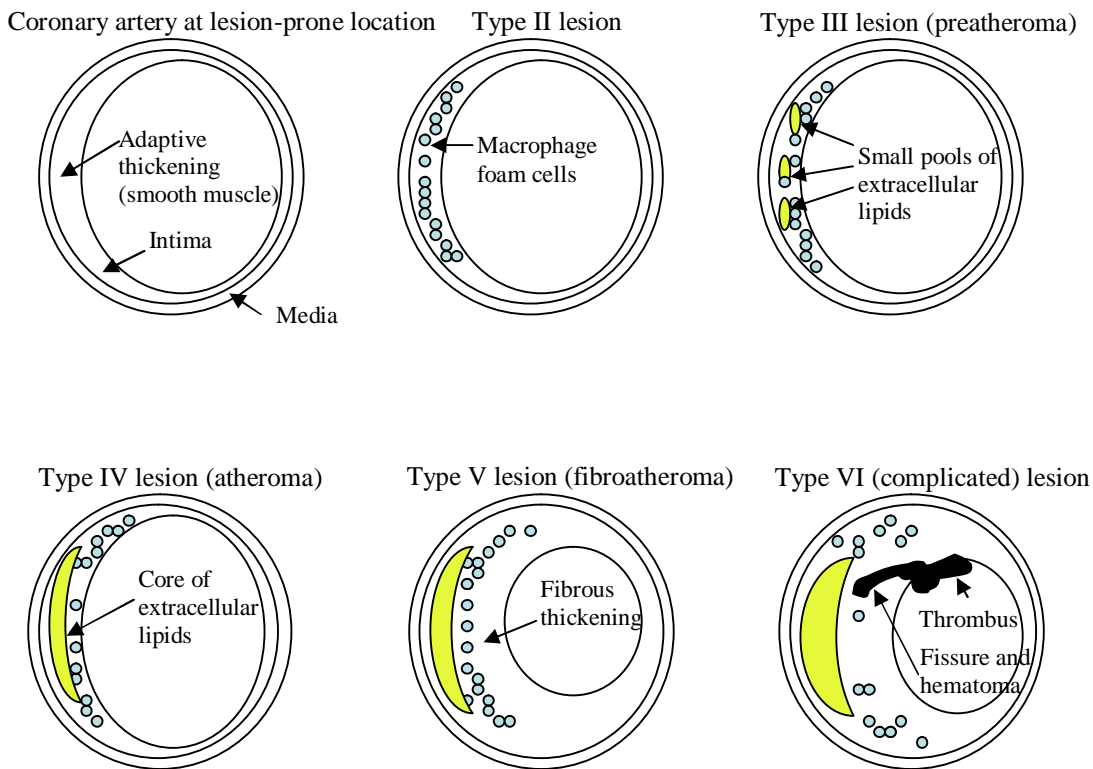 Coronary artery at lesion-prone location
Type II lesion
Type III lesion (preatheroma)
Adaptive
thickening
(smooth muscle)
Intima
Media
Macrophage
foam cells
Small pools of
extracellular
lipids
Type IV lesion (atheroma)
Type V lesion (fibroatheroma)
Type VI (complicated) lesion
Core of
extracellular
lipids
Fibrous
thickening
Thrombus
Fissure and
hematoma